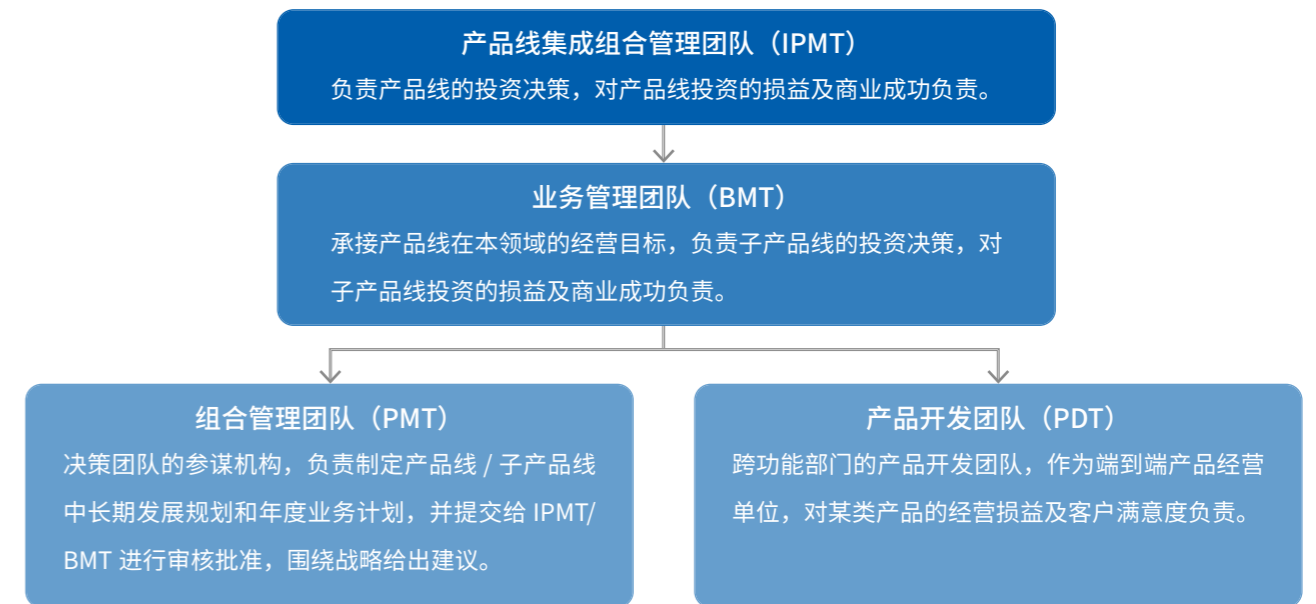 产品线集成组合管理团队（IPMT）
负责产品线的投资决策，对产品线投资的损益及商业成功负责。
业务管理团队（BMT）
承接产品线在本领域的经营目标，负责子产品线的投资决策，对
子产品线投资的损益及商业成功负责。
组合管理团队（PMT）
决策团队的参谋机构，负责制定产品线 / 子产品线
中长期发展规划和年度业务计划，并提交给 IPMT/
BMT 进行审核批准，围绕战略给出建议。
产品开发团队（PDT）
跨功能部门的产品开发团队，作为端到端产品经营
单位，对某类产品的经营损益及客户满意度负责。